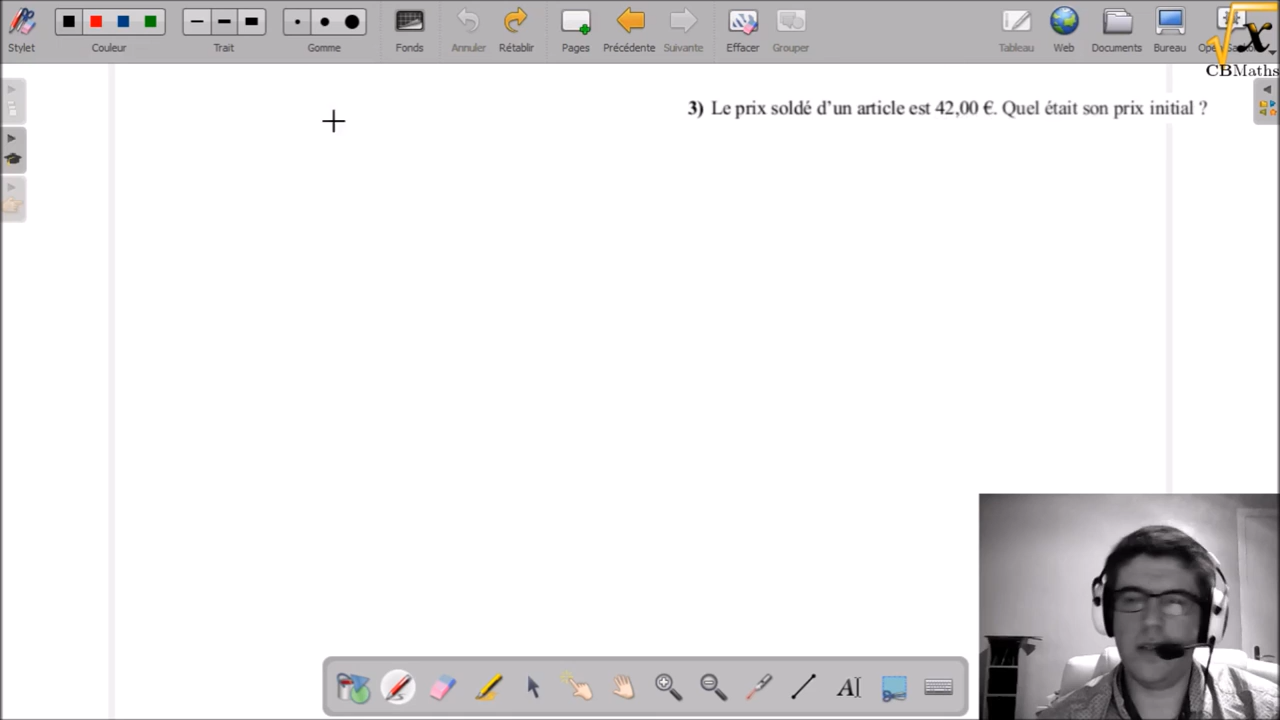 Stylet
Couleur
Trait
Gomme
Fonds
Annuler
Rétablir
Pages
Précédente
Suivante
Effacer
Grouper
Tableau
Web
Documents
Bureau
CBMaths
3) Le prix soldé d'un article est 42,00 €. Quel était son prix initial ?